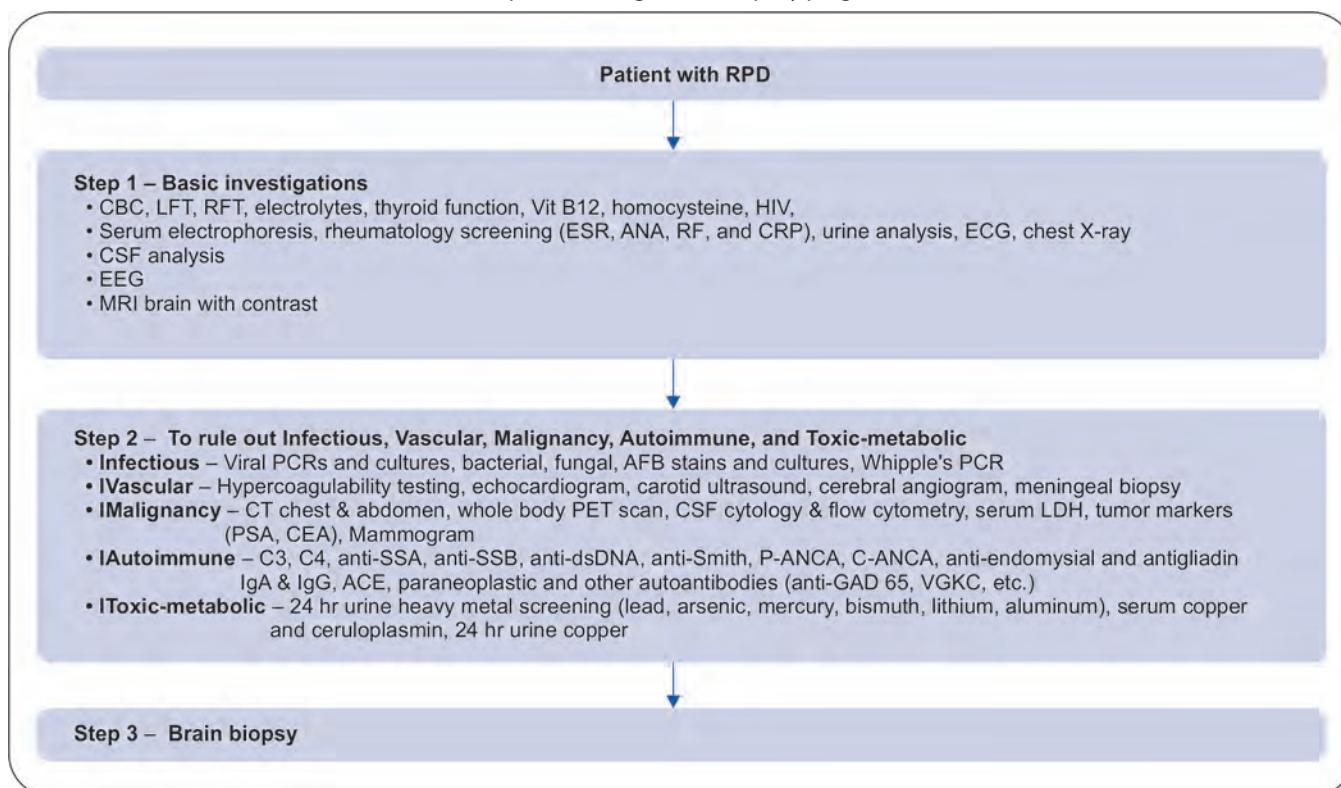 Patient with RPD
Step 1 – Basic investigations
• CBC, LFT, RFT, electrolytes, thyroid function, Vit B12, homocysteine, HIV,
• Serum electrophoresis, rheumatology screening (ESR, ANA, RF, and CRP), urine analysis, ECG, chest X-ray
• CSF analysis
• EEG
• MRI brain with contrast
Step 2 – To rule out Infectious, Vascular, Malignancy, Autoimmune, and Toxic-metabolic
• Infectious – Viral PCRs and cultures, bacterial, fungal, AFB stains and cultures, Whipple's PCR
• IVascular – Hypercoagulability testing, echocardiogram, carotid ultrasound, cerebral angiogram, meningeal biopsy
• IMalignancy – CT chest & abdomen, whole body PET scan, CSF cytology & flow cytometry, serum LDH, tumor markers
(PSA, CEA), Mammogram
• IAutoimmune – C3, C4, anti-SSA, anti-SSB, anti-dsDNA, anti-Smith, P-ANCA, C-ANCA, anti-endomysial and antigliadin
IgA & IgG, ACE, paraneoplastic and other autoantibodies (anti-GAD 65, VGKC, etc.)
• IToxic-metabolic – 24 hr urine heavy metal screening (lead, arsenic, mercury, bismuth, lithium, aluminum), serum copper
and ceruloplasmin, 24 hr urine copper
Step 3 – Brain biopsy